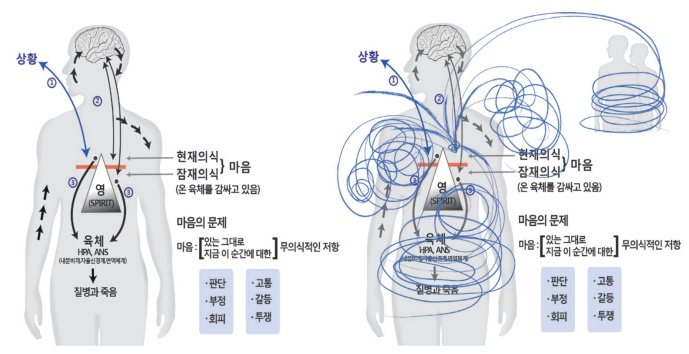 상황
①
②
현재의식
잠재의식
마음
(온 육체를 감싸고 있음)
③
③
영
(SPIRIT)
육체
HPA, ANS
(내분비계,자율신경계,면역체계)
질병과 죽음
마음의 문제
마음 : [있는 그대로
지금 이 순간에 대한] 무의식적인 저항
·판단
·부정
·회피
·고통
·갈등
·투쟁
상황
①
②
현재의식
잠재의식
마음
(온 육체를 감싸고 있음)
③
③
영
(SPIRIT)
육체
HPA, ANS
(내분비계,자율신경계,면역체계)
질병과 죽음
마음의 문제
마음 : [있는 그대로
지금 이 순간에 대한] 무의식적인 저항
·판단
·부정
·회피
·고통
·갈등
·투쟁